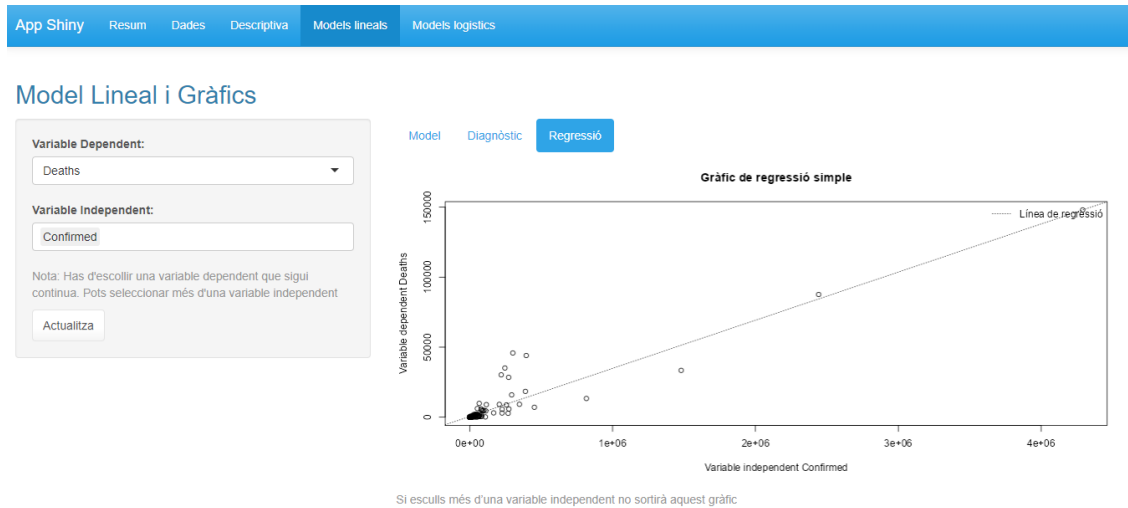 App Shiny Resum Dades Descriptiva Models lineals Models logístics
Model Lineal i Gràfics
Variable Dependent:
Deaths
Variable Independent:
Confirmed
Nota: Has d'escollir una variable dependent que sigui
continua. Pots seleccionar més d'una variable independent
Actualitza
Model Diagnòstic Regressió
Gràfic de regressió simple
Línea de regressió
Variable dependent Deaths
150000
100000
50000
0
0e+00 1e+06 2e+06 3e+06 4e+06
Variable independent Confirmed
Si esculls més d'una variable independent no sortirà aquest gràfic